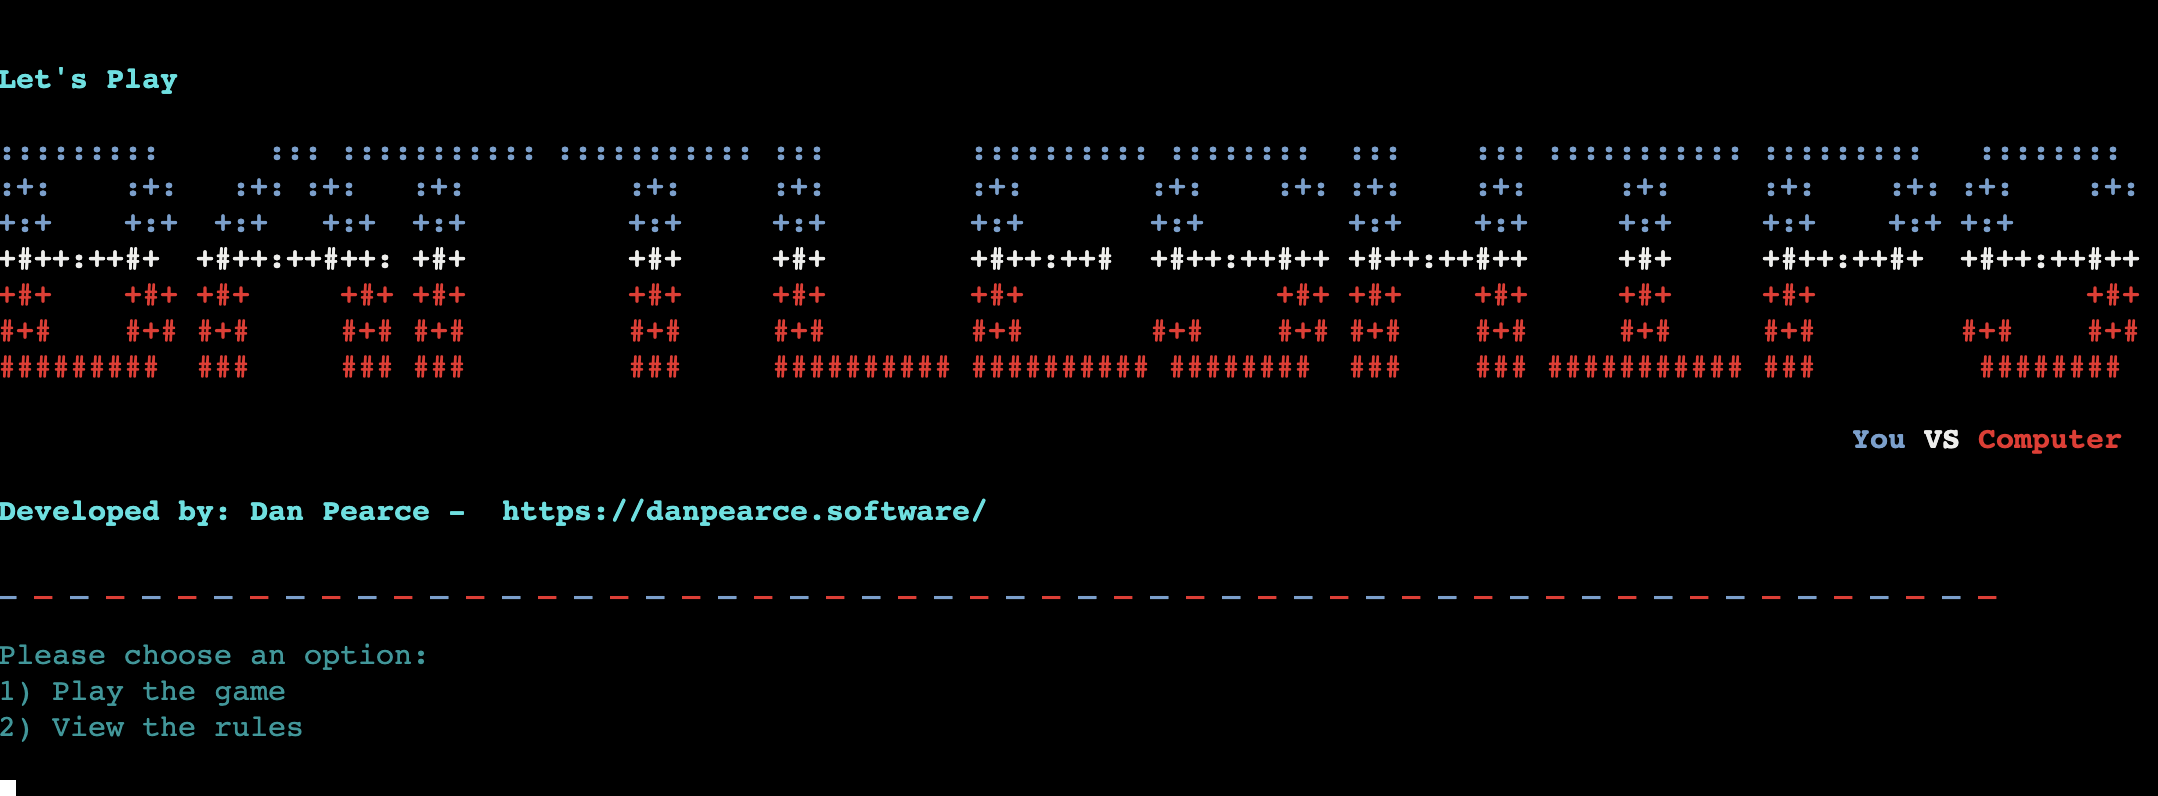 Let's Play
BATTLESHIPS
You VS Computer
Developed by: Dan Pearce -  https://danpearce.software/
Please choose an option:
1) Play the game
2) View the rules